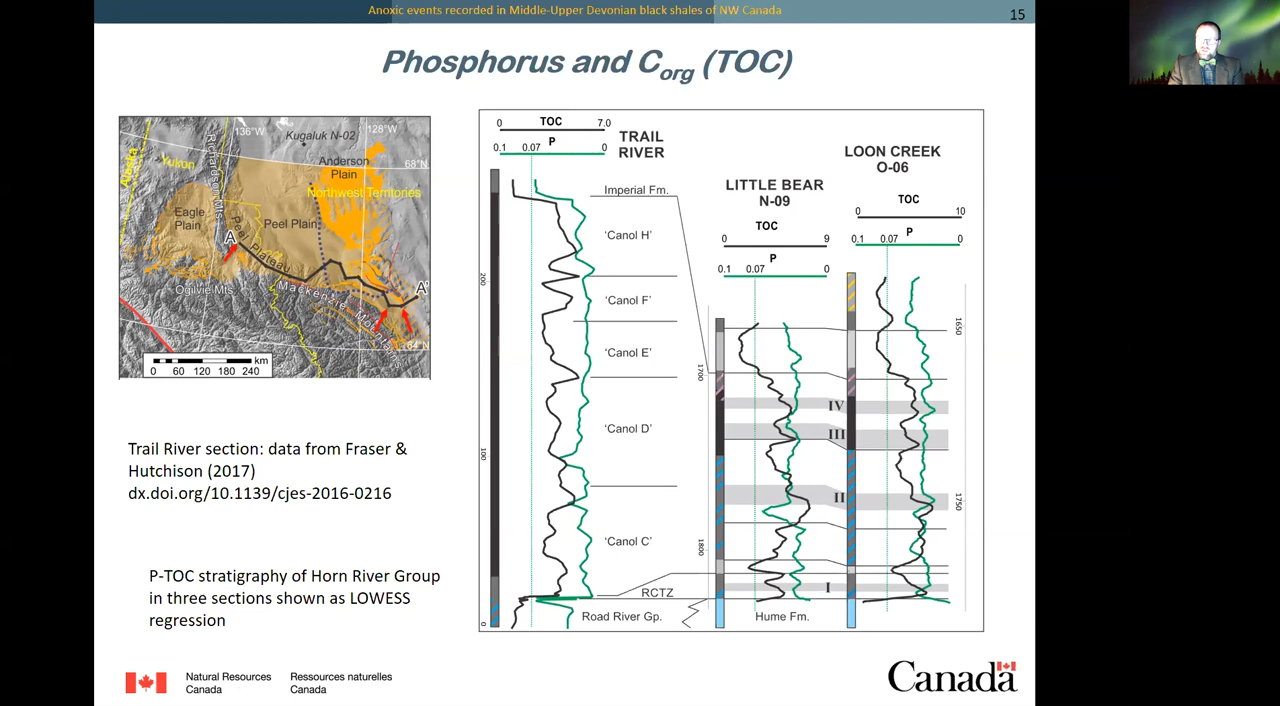 Anoxic events recorded in Middle-Upper Devonian black shales of NW Canada
15
Phosphorus and Corg (TOC)
136°W
128°W
Kugaluk N-02
68°N
Alaska
Yukon
Richardson Mts.
Anderson
Plain
Northwest Territories
Eagle
Plain
Peel Plain
A
Peel Plateau
Ogilvie Mts.
Mackenzie Mountains
A'
64°N
km
0 60 120 180 240
Trail River section: data from Fraser &
Hutchison (2017)
dx.doi.org/10.1139/cjes-2016-0216
P-TOC stratigraphy of Horn River Group
in three sections shown as LOWESS
regression
0 TOC 7.0
P
0.1 0.07 0
TRAIL
RIVER
Imperial Fm.
'Canol H'
'Canol F'
'Canol E'
'Canol D'
'Canol C'
RCTZ
Road River Gp.
200
100
0
LITTLE BEAR
N-09
TOC
0 9
P
0.1 0.07 0
1700
1800
Hume Fm.
LOON CREEK
O-06
TOC
0 10
P
0.1 0.07 0
1650
1750
IV
III
II
I
Natural Resources
Canada
Ressources naturelles
Canada
Canada